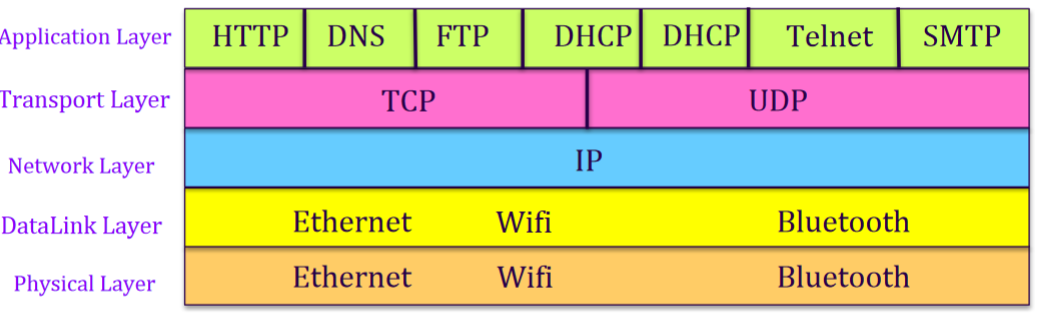 Application Layer HTTP DNS FTP DHCP DHCP Telnet SMTP
Transport Layer TCP UDP
Network Layer IP
DataLink Layer Ethernet Wifi Bluetooth
Physical Layer Ethernet Wifi Bluetooth